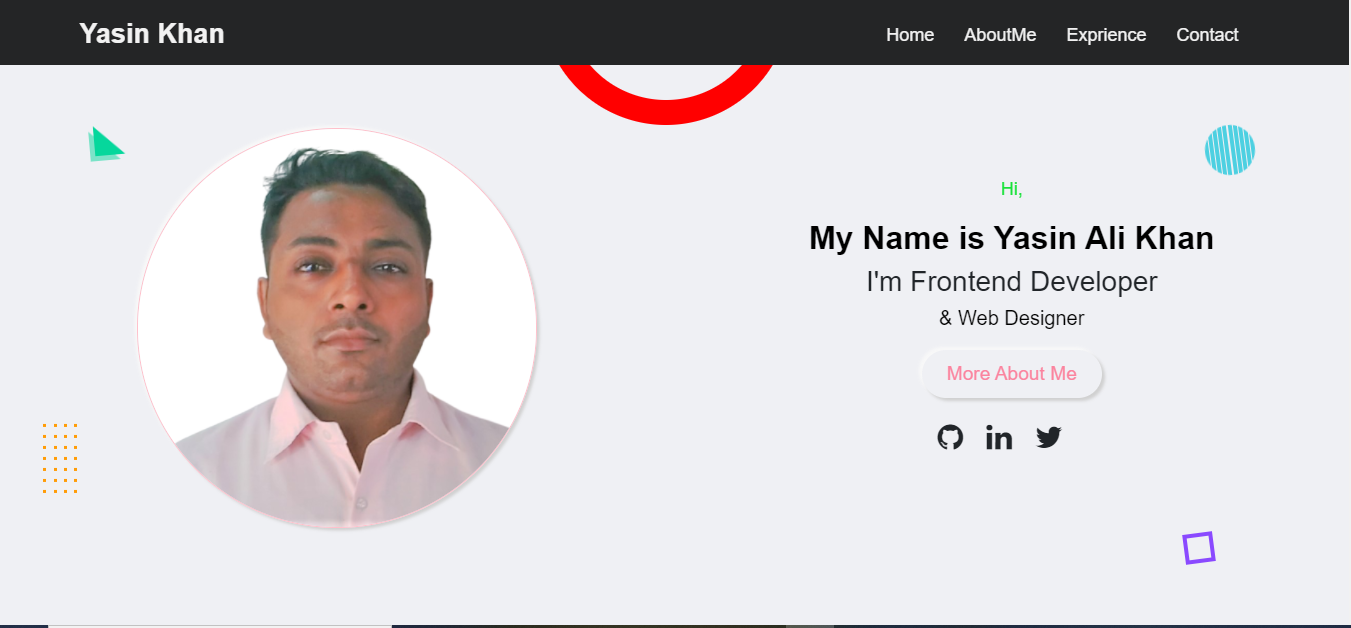 Yasin Khan
Home AboutMe Exprience Contact
Hi,
My Name is Yasin Ali Khan
I'm Frontend Developer
& Web Designer
More About Me
in